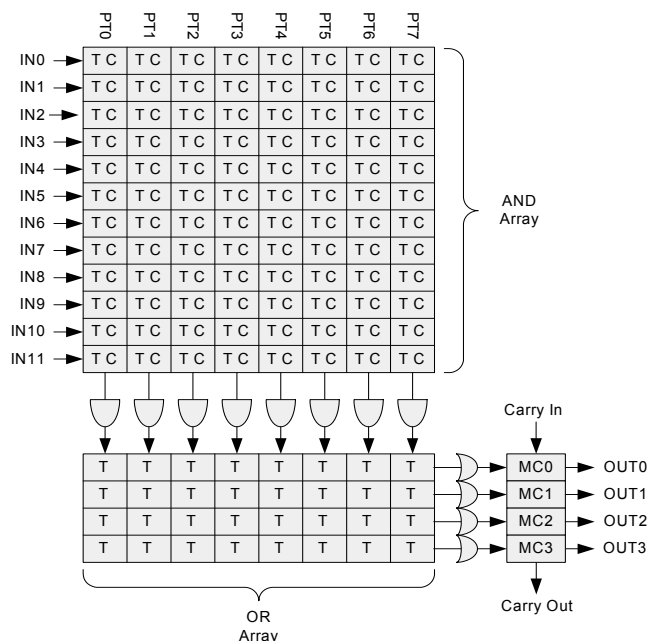 PT0 PT1 PT2 PT3 PT4 PT5 PT6 PT7
IN0 T C T C T C T C T C T C T C T C
IN1 T C T C T C T C T C T C T C T C
IN2 T C T C T C T C T C T C T C T C
IN3 T C T C T C T C T C T C T C T C
IN4 T C T C T C T C T C T C T C T C
IN5 T C T C T C T C T C T C T C T C
IN6 T C T C T C T C T C T C T C T C
IN7 T C T C T C T C T C T C T C T C
IN8 T C T C T C T C T C T C T C T C
IN9 T C T C T C T C T C T C T C T C
IN10 T C T C T C T C T C T C T C T C
IN11 T C T C T C T C T C T C T C T C
AND
Array
Carry In
T T T T T T T T MC0 OUT0
T T T T T T T T MC1 OUT1
T T T T T T T T MC2 OUT2
T T T T T T T T MC3 OUT3
Carry Out
OR
Array